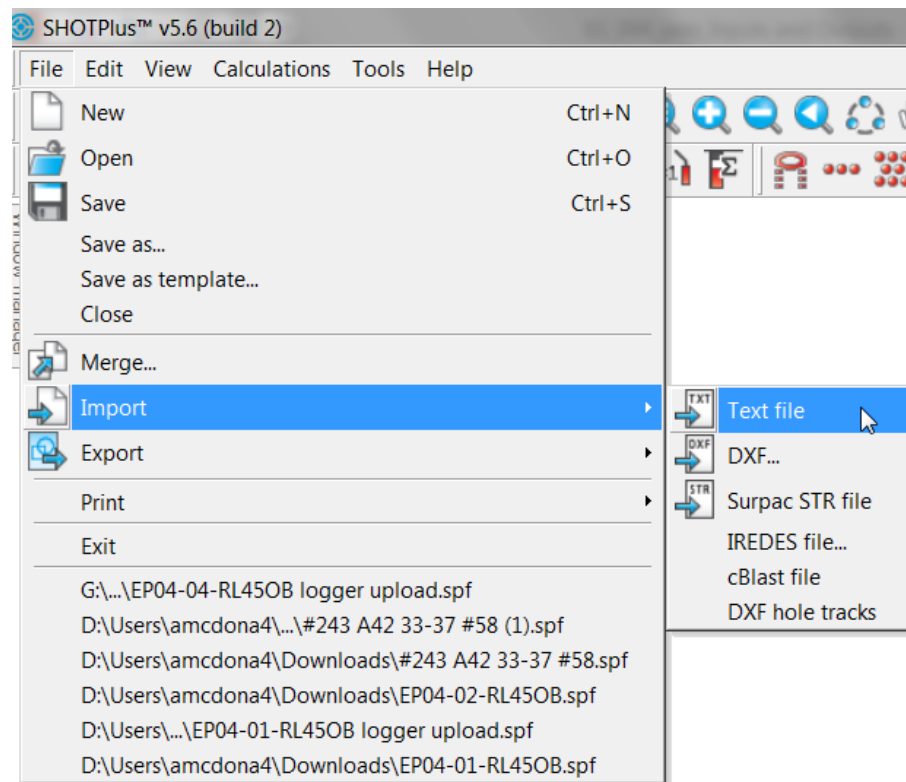 SHOTPlus™ v5.6 (build 2)
File Edit View Calculations Tools Help
New Ctrl+N
Open Ctrl+O
Save Ctrl+S
Save as...
Save as template...
Close
Merge...
Import
Export
Print
Exit
G:\...\EP04-04-RL45OB logger upload.spf
D:\Users\amcdona4\...\#243 A42 33-37 #58 (1).spf
D:\Users\amcdona4\Downloads\#243 A42 33-37 #58.spf
D:\Users\amcdona4\Downloads\EP04-02-RL45OB.spf
D:\Users\...\EP04-01-RL45OB logger upload.spf
D:\Users\amcdona4\Downloads\EP04-01-RL45OB.spf
TXT Text file
DXF DXF...
STR Surpac STR file
IREDES file...
cBlast file
DXF hole tracks